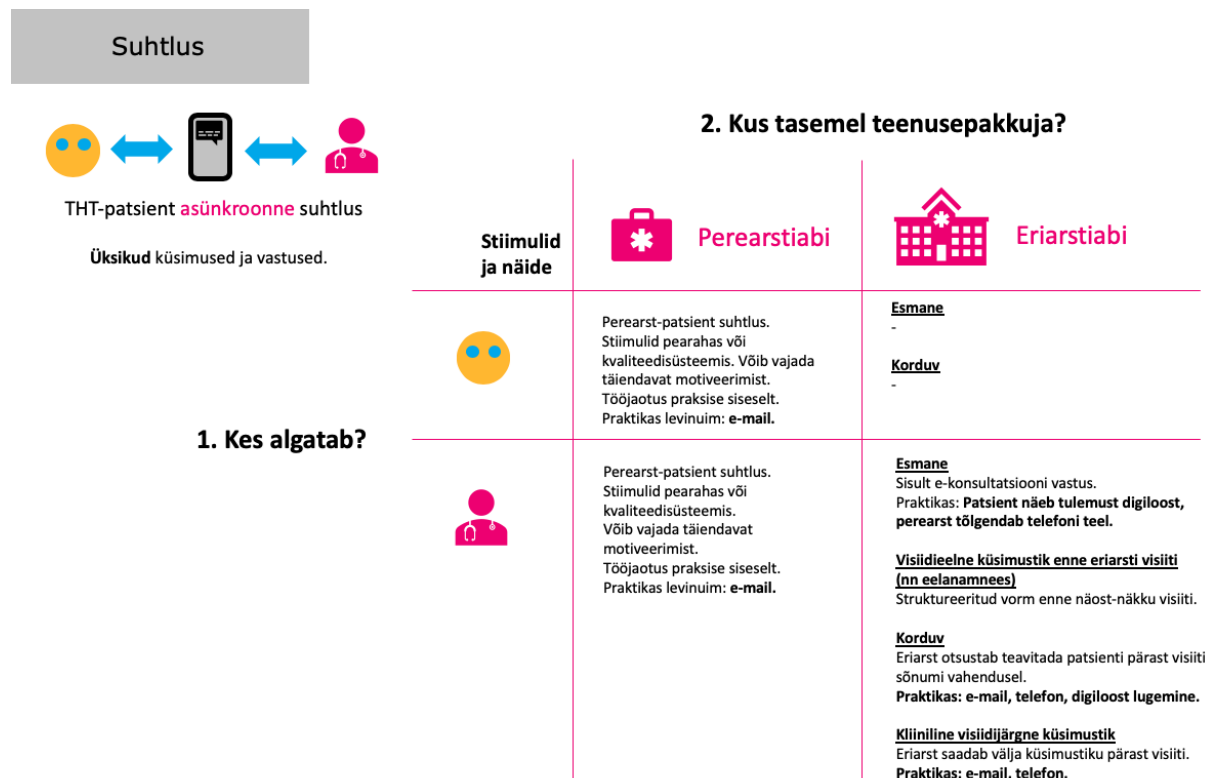 Suhtlus
THT-patsient asünkroonne suhtlus
Üksikud küsimused ja vastused.
2. Kus tasemel teenusepakkuja?
Stiimulid
ja näide
Perearstiabi
Eriarstiabi
1. Kes algatab?
Perearst-patsient suhtlus.
Stiimulid pearahas või
kvaliteedisüsteemis. Võib vajada
täiendavat motiveerimist.
Tööjaotus praksise siseselt.
Praktikas levinuim: e-mail.
Esmane
-
Korduv
-
Perearst-patsient suhtlus.
Stiimulid pearahas või
kvaliteedisüsteemis.
Võib vajada täiendavat
motiveerimist.
Tööjaotus praksise siseselt.
Praktikas levinuim: e-mail.
Esmane
Sisult e-konsultatsiooni vastus.
Praktikas: Patsient näeb tulemust digiloost,
perearst tõlgendab telefoni teel.
Visiidieelne küsimustik enne eriarsti visiiti
(nn eelanamnees)
Struktureeritud vorm enne näost-näkku visiiti.
Korduv
Eriarst otsustab teavitada patsienti pärast visiiti
sõnumi vahendusel.
Praktikas: e-mail, telefon, digiloost lugemine.
Kliiniline visiidijärgne küsimustik
Eriarst saadab välja küsimustiku pärast visiiti.
Praktikas: e-mail, telefon.